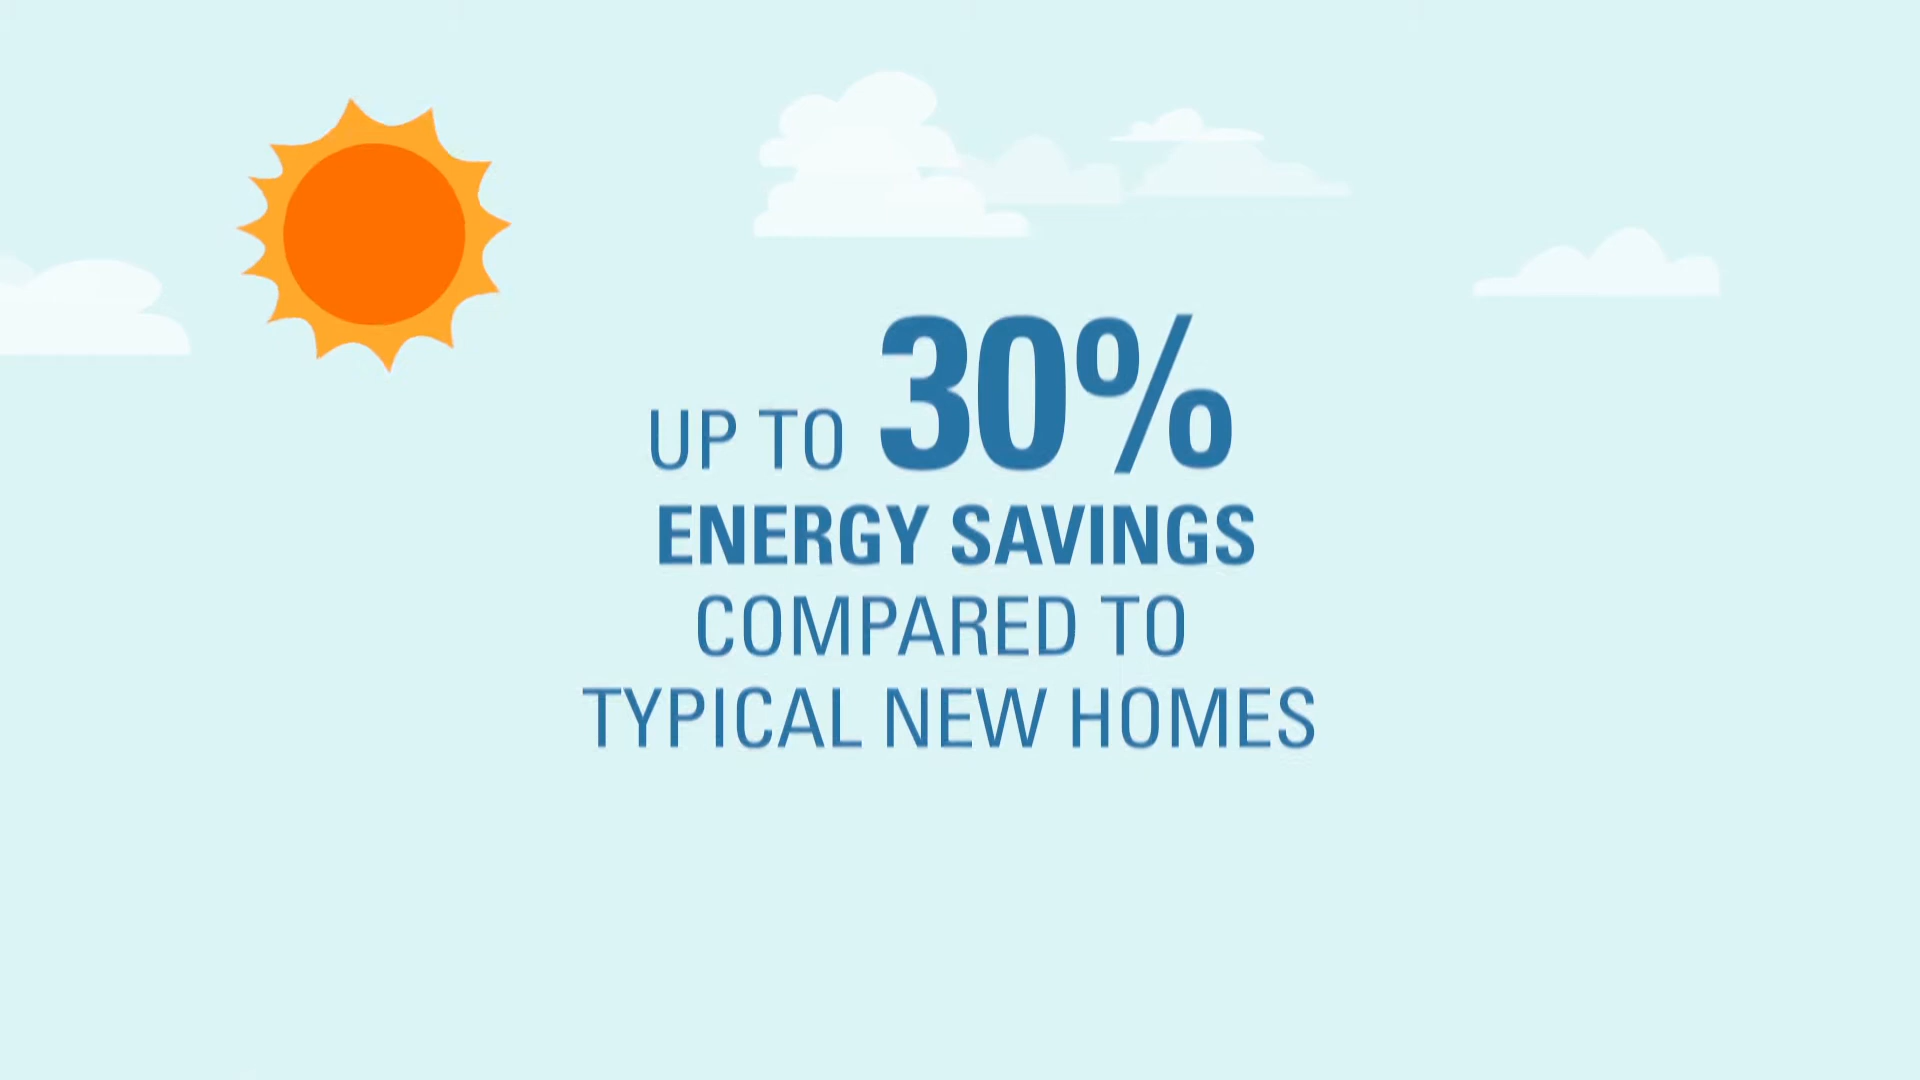 UP TO 30%
ENERGY SAVINGS
COMPARED TO
TYPICAL NEW HOMES